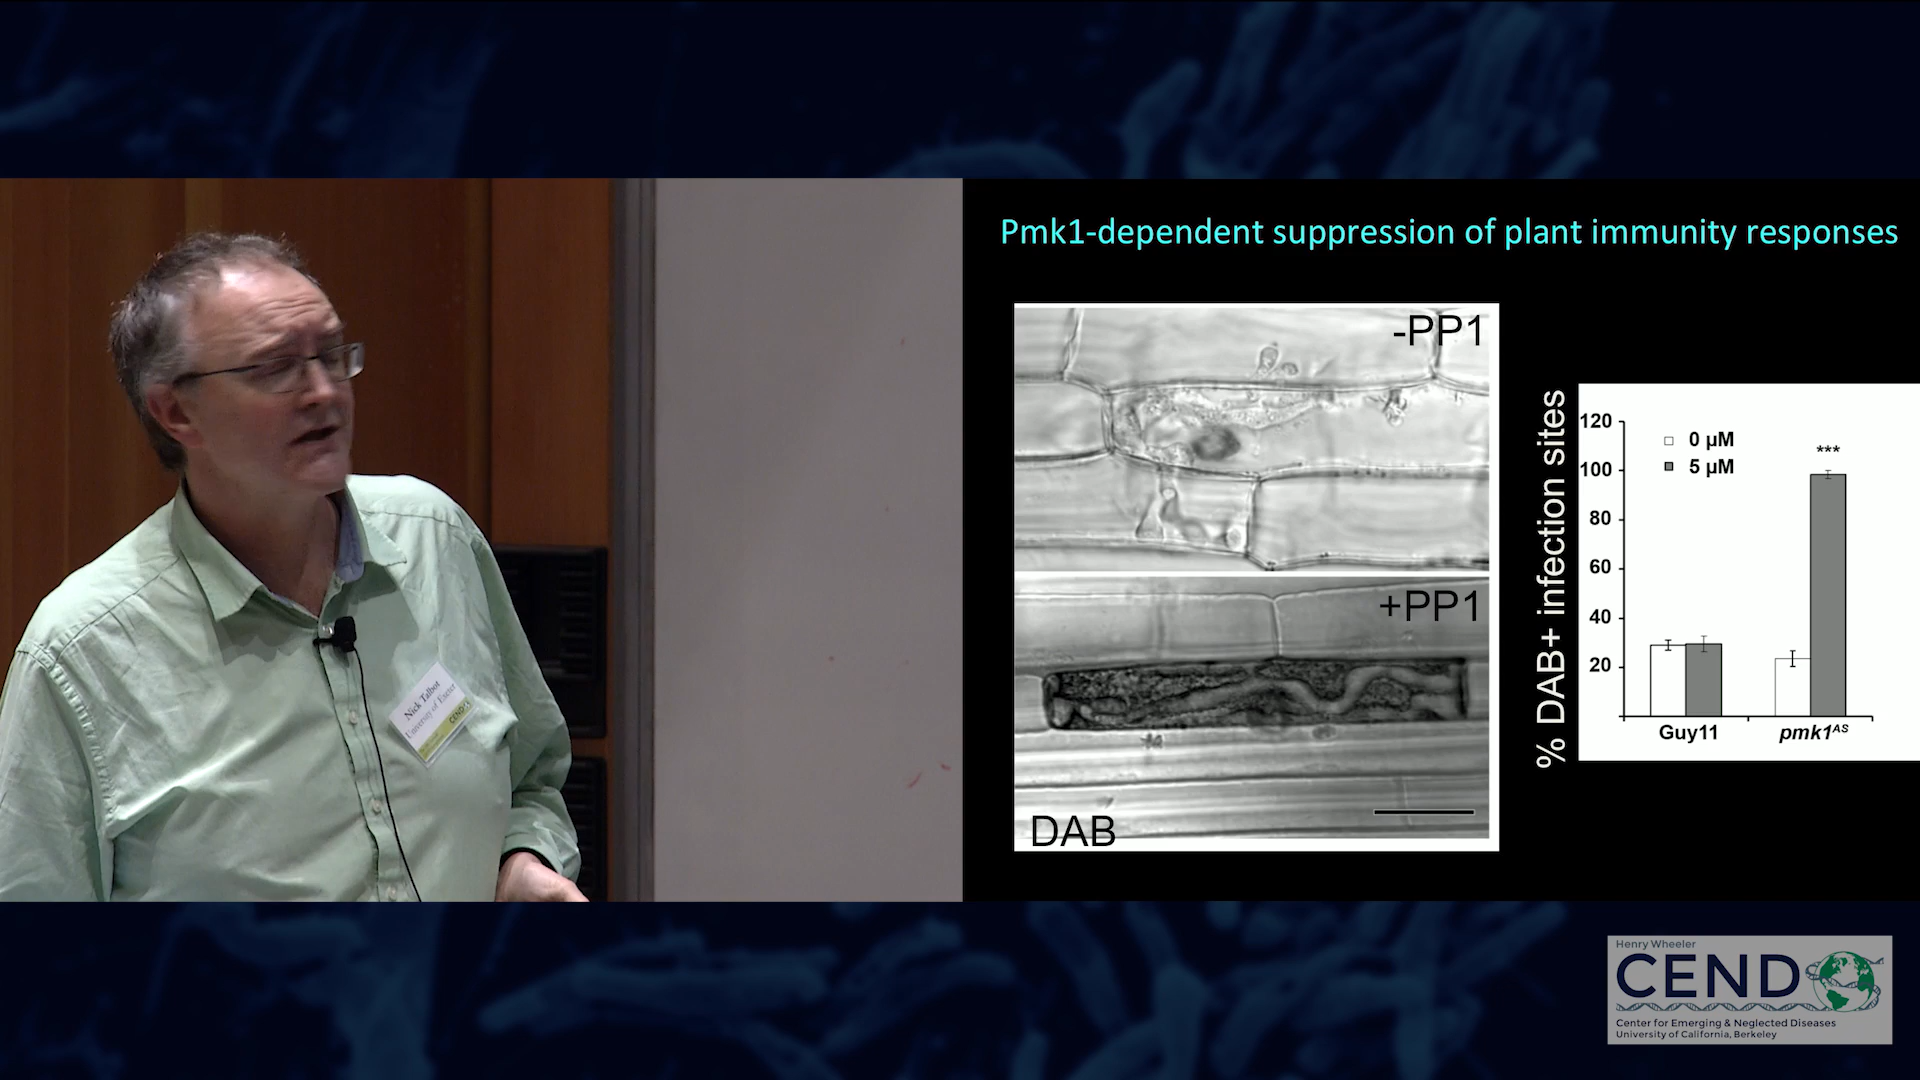 Pmk1-dependent suppression of plant immunity responses
-PP1
+PP1
DAB
% DAB+ infection sites
120
100
80
60
40
20
0 µM
5 µM
***
Guy11
pmk1AS
Nick Talbot
University of Exeter
CEND
Henry Wheeler
CEND
Center for Emerging & Neglected Diseases
University of California, Berkeley